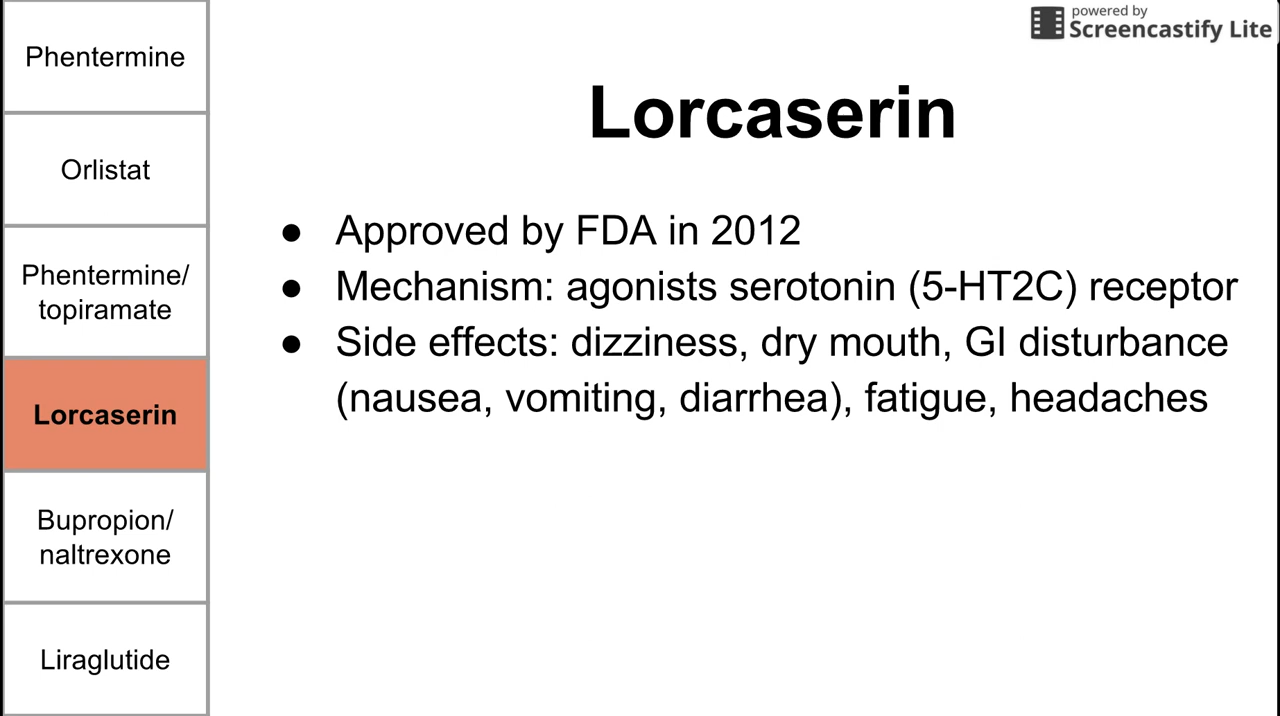 powered by
Screencastify Lite
Phentermine
Orlistat
Phentermine/
topiramate
Lorcaserin
Bupropion/
naltrexone
Liraglutide
Lorcaserin
● Approved by FDA in 2012
● Mechanism: agonists serotonin (5-HT2C) receptor
● Side effects: dizziness, dry mouth, GI disturbance
(nausea, vomiting, diarrhea), fatigue, headaches